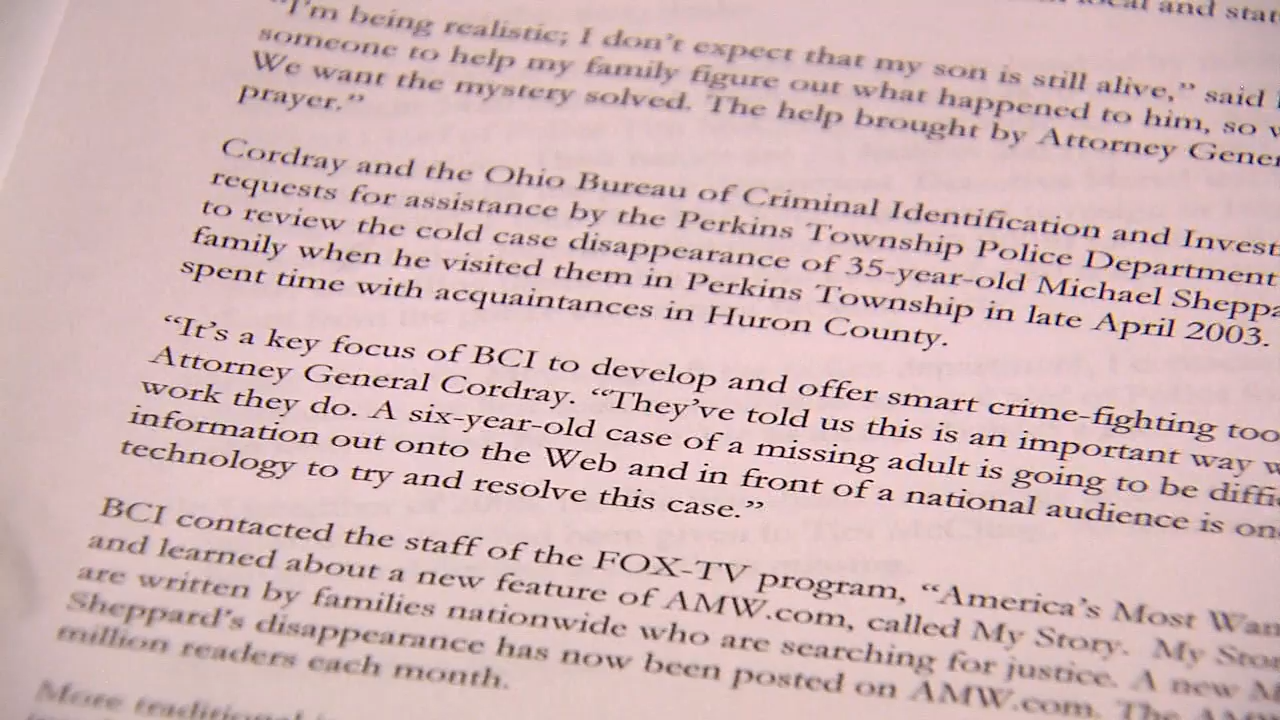 local and stat
"I'm being realistic; I don't expect that my son is still alive," said
someone to help my family figure out what happened to him, so
We want the mystery solved. The help brought by Attorney Gener
prayer."
Cordray and the Ohio Bureau of Criminal Identification and Invest
requests for assistance by the Perkins Township Police Department
to review the cold case disappearance of 35-year-old Michael Sheppa
family when he visited them in Perkins Township in late April 2003.
spent time with acquaintances in Huron County.
"It's a key focus of BCI to develop and offer smart crime-fighting too
Attorney General Cordray. "They've told us this is an important way w
work they do. A six-year-old case of a missing adult is going to be diffi
information out onto the Web and in front of a national audience is on
technology to try and resolve this case."
BCI contacted the staff of the FOX-TV program, "America's Most Wan
and learned about a new feature of AMW.com, called My Story. My Sto
are written by families nationwide who are searching for justice. A new M
Sheppard's disappearance has now been posted on AMW.com. The AM
million readers each month.
More traditional